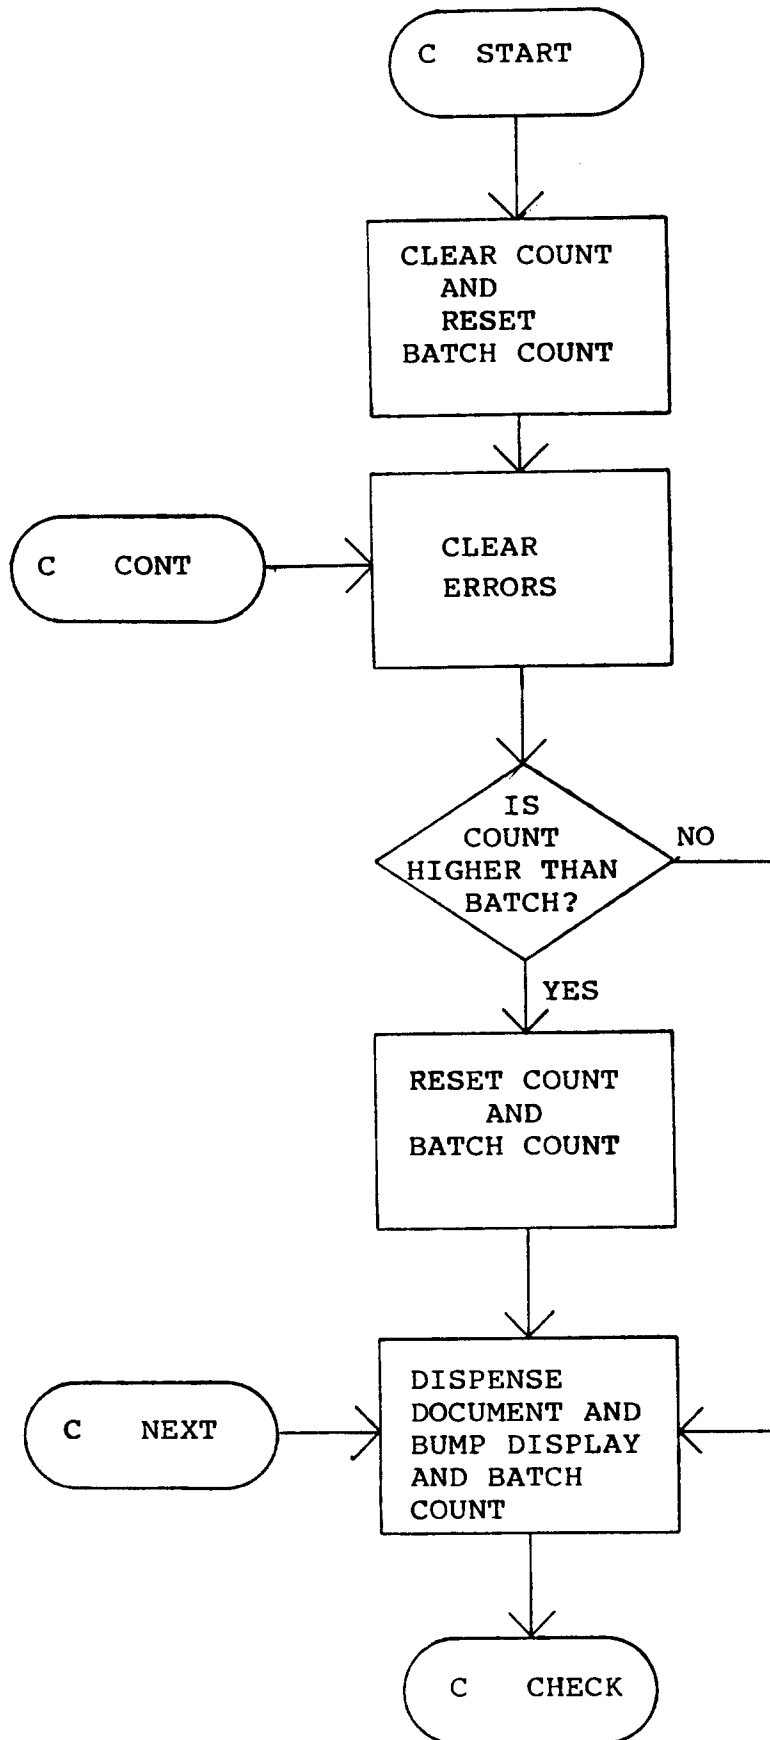 C START
CLEAR COUNT
AND
RESET
BATCH COUNT
C CONT
CLEAR
ERRORS
IS
COUNT
HIGHER THAN
BATCH?
NO
YES
RESET COUNT
AND
BATCH COUNT
C NEXT
DISPENSE
DOCUMENT AND
BUMP DISPLAY
AND BATCH
COUNT
C CHECK